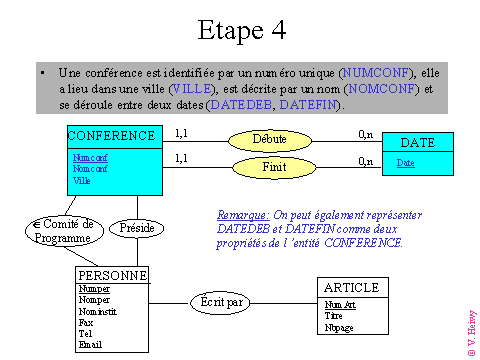 Etape 4
• Une conférence est identifiée par un numéro unique (NUMCONF), elle
a lieu dans une ville (VILLE), est décrite par un nom (NOMCONF) et
se déroule entre deux dates (DATEDEB, DATEFIN).
CONFERENCE
Numconf
Nomconf
Ville
1,1
Débute
0,n
1,1
Finit
0,n
DATE
Date
∈ Comité de
Programme
Préside
Remarque: On peut également représenter
DATEDEB et DATEFIN comme deux
propriétés de l 'entité CONFERENCE.
PERSONNE
Numper
Nomper
Nominstit
Fax
Tel
Email
Écrit par
ARTICLE
NumArt
Titre
Nbpage
© V. Heiwy